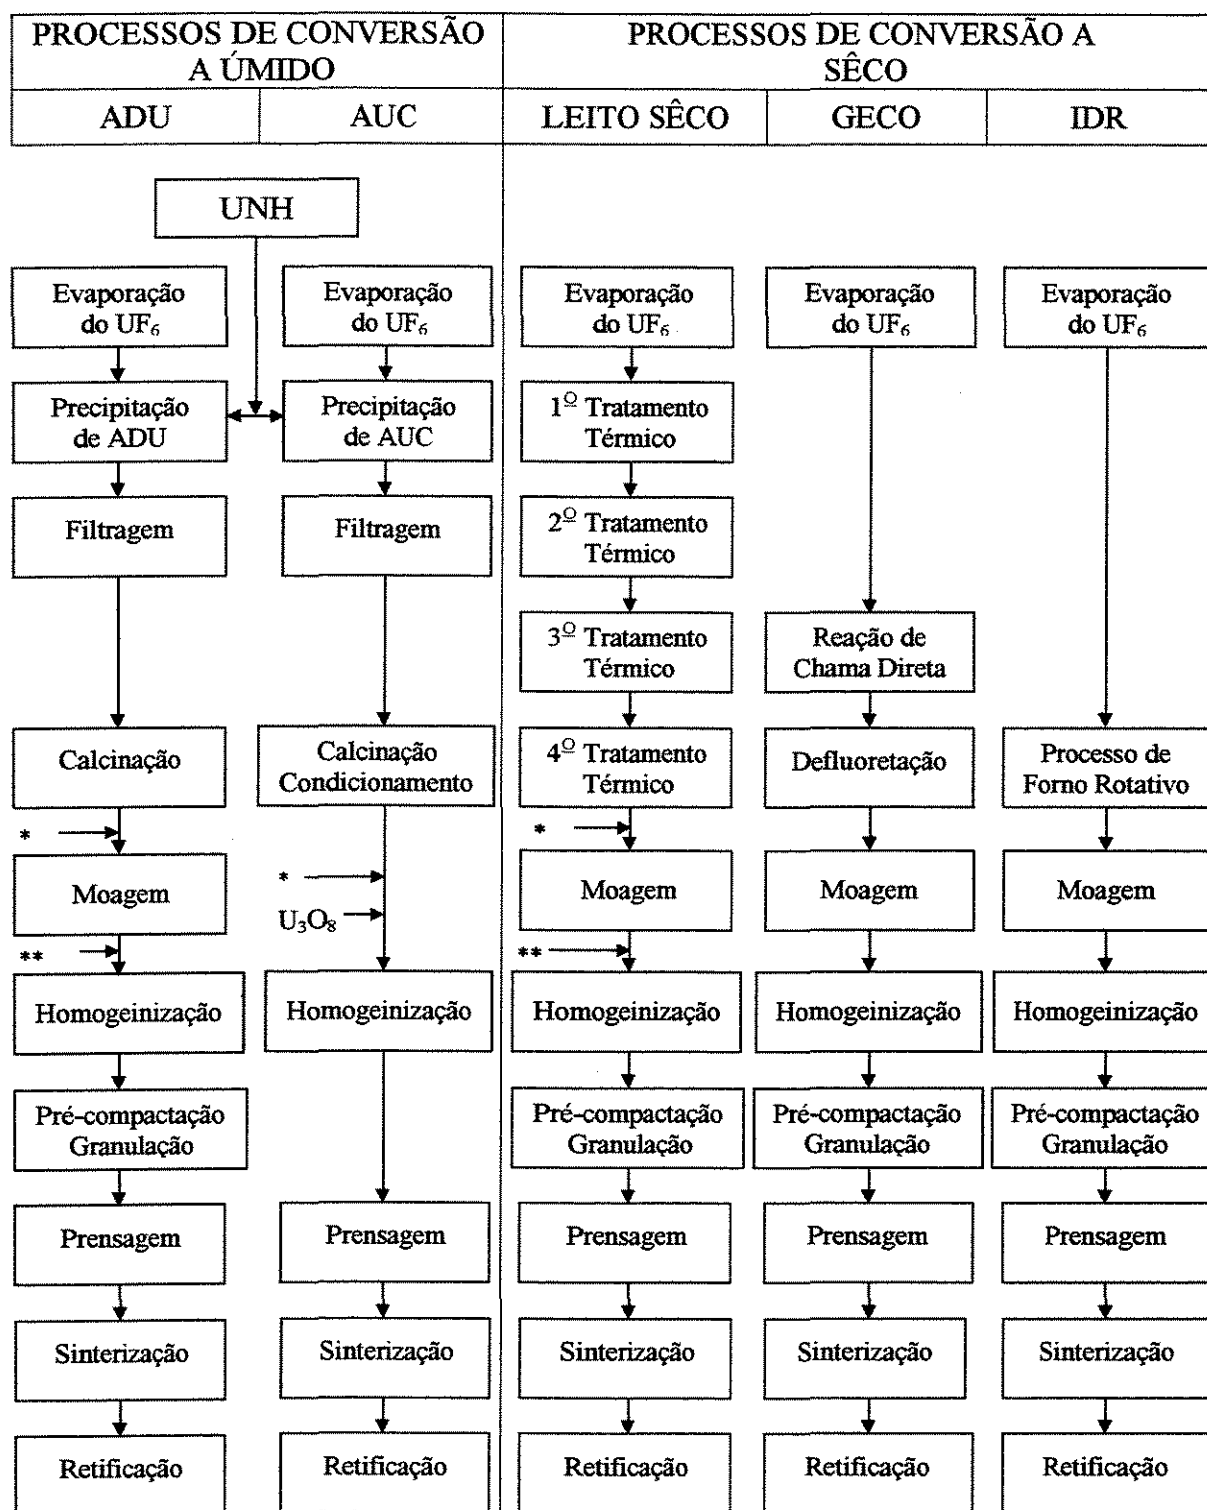 PROCESSOS DE CONVERSÃO
A ÚMIDO
PROCESSOS DE CONVERSÃO A
SÊCO
ADU
AUC
LEITO SÊCO
GECO
IDR
UNH
Evaporação
do UF₆
Evaporação
do UF₆
Evaporação
do UF₆
Evaporação
do UF₆
Evaporação
do UF₆
Precipitação
de ADU
Precipitação
de AUC
1º Tratamento
Térmico
Filtragem
Filtragem
2º Tratamento
Térmico
3º Tratamento
Térmico
Reação de
Chama Direta
Calcinação
Calcinação
Condicionamento
4º Tratamento
Térmico
Defluoretação
Processo de
Forno Rotativo
*
*
Moagem
*
U₃O₈
Moagem
Moagem
Moagem
**
**
Homogeinização
Homogeinização
Homogeinização
Homogeinização
Homogeinização
Pré-compactação
Granulação
Pré-compactação
Granulação
Pré-compactação
Granulação
Pré-compactação
Granulação
Prensagem
Prensagem
Prensagem
Prensagem
Prensagem
Sinterização
Sinterização
Sinterização
Sinterização
Sinterização
Retificação
Retificação
Retificação
Retificação
Retificação